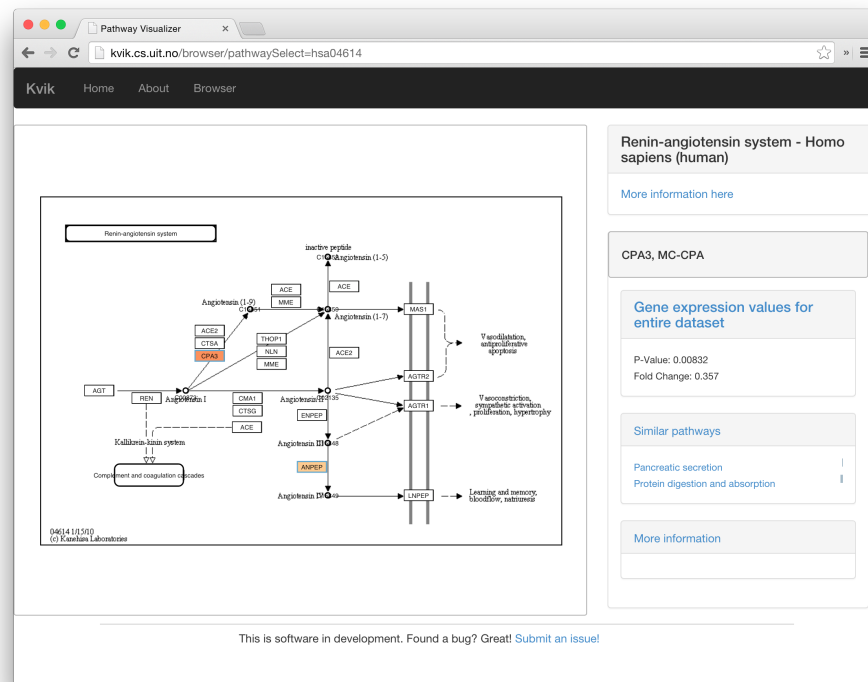 Pathway Visualizer
kvik.cs.uit.no/browser/pathwaySelect=hsa04614
Kvik Home About Browser
Renin-angiotensin system
inactive peptide
Angiotensin (1-5)
ACE
ACE
MME
Angiotensin (1-9)
Angiotensin (1-7)
MAS1
ACE2
CTSA
CPA3
THOP1
NLN
MME
ACE2
Vasodilatation,
antiproliferative
apoptosis
AGTR2
AGT
REN
Angiotensin I
CMA1
CTSG
ACE
Angiotensin II
AGTR1
Vasoconstriction,
sympathetic activation
, proliferation, hypertrophy
ENPEP
Kallikrein-kinin system
Angiotensin III
ANPEP
Complement and coagulation cascades
Angiotensin IV
LNPEP
Learning and memory,
bloodflow, natriuresis
04614 1/15/10
(c) Kanehisa Laboratories
Renin-angiotensin system - Homo
sapiens (human)
More information here
CPA3, MC-CPA
Gene expression values for
entire dataset
P-Value: 0.00832
Fold Change: 0.357
Similar pathways
Pancreatic secretion
Protein digestion and absorption
More information
This is software in development. Found a bug? Great! Submit an issue!